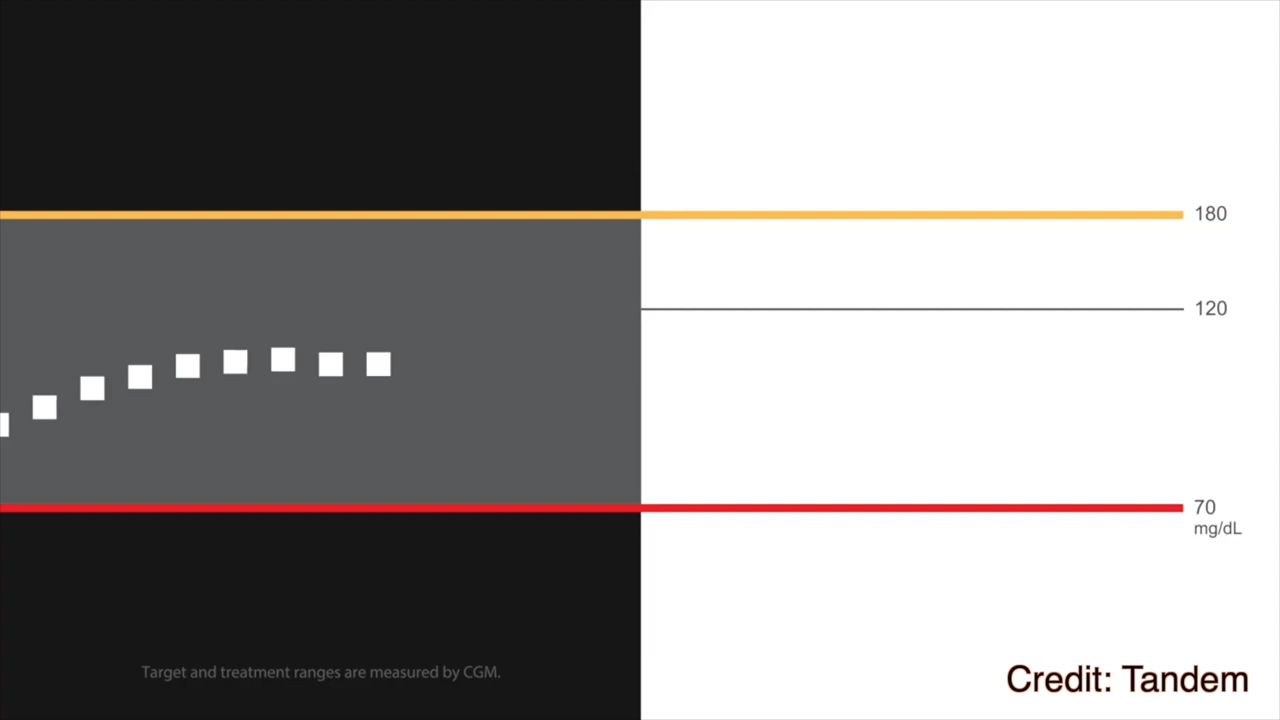 180
120
70
mg/dL
Target and treatment ranges are measured by CGM.
Credit: Tandem